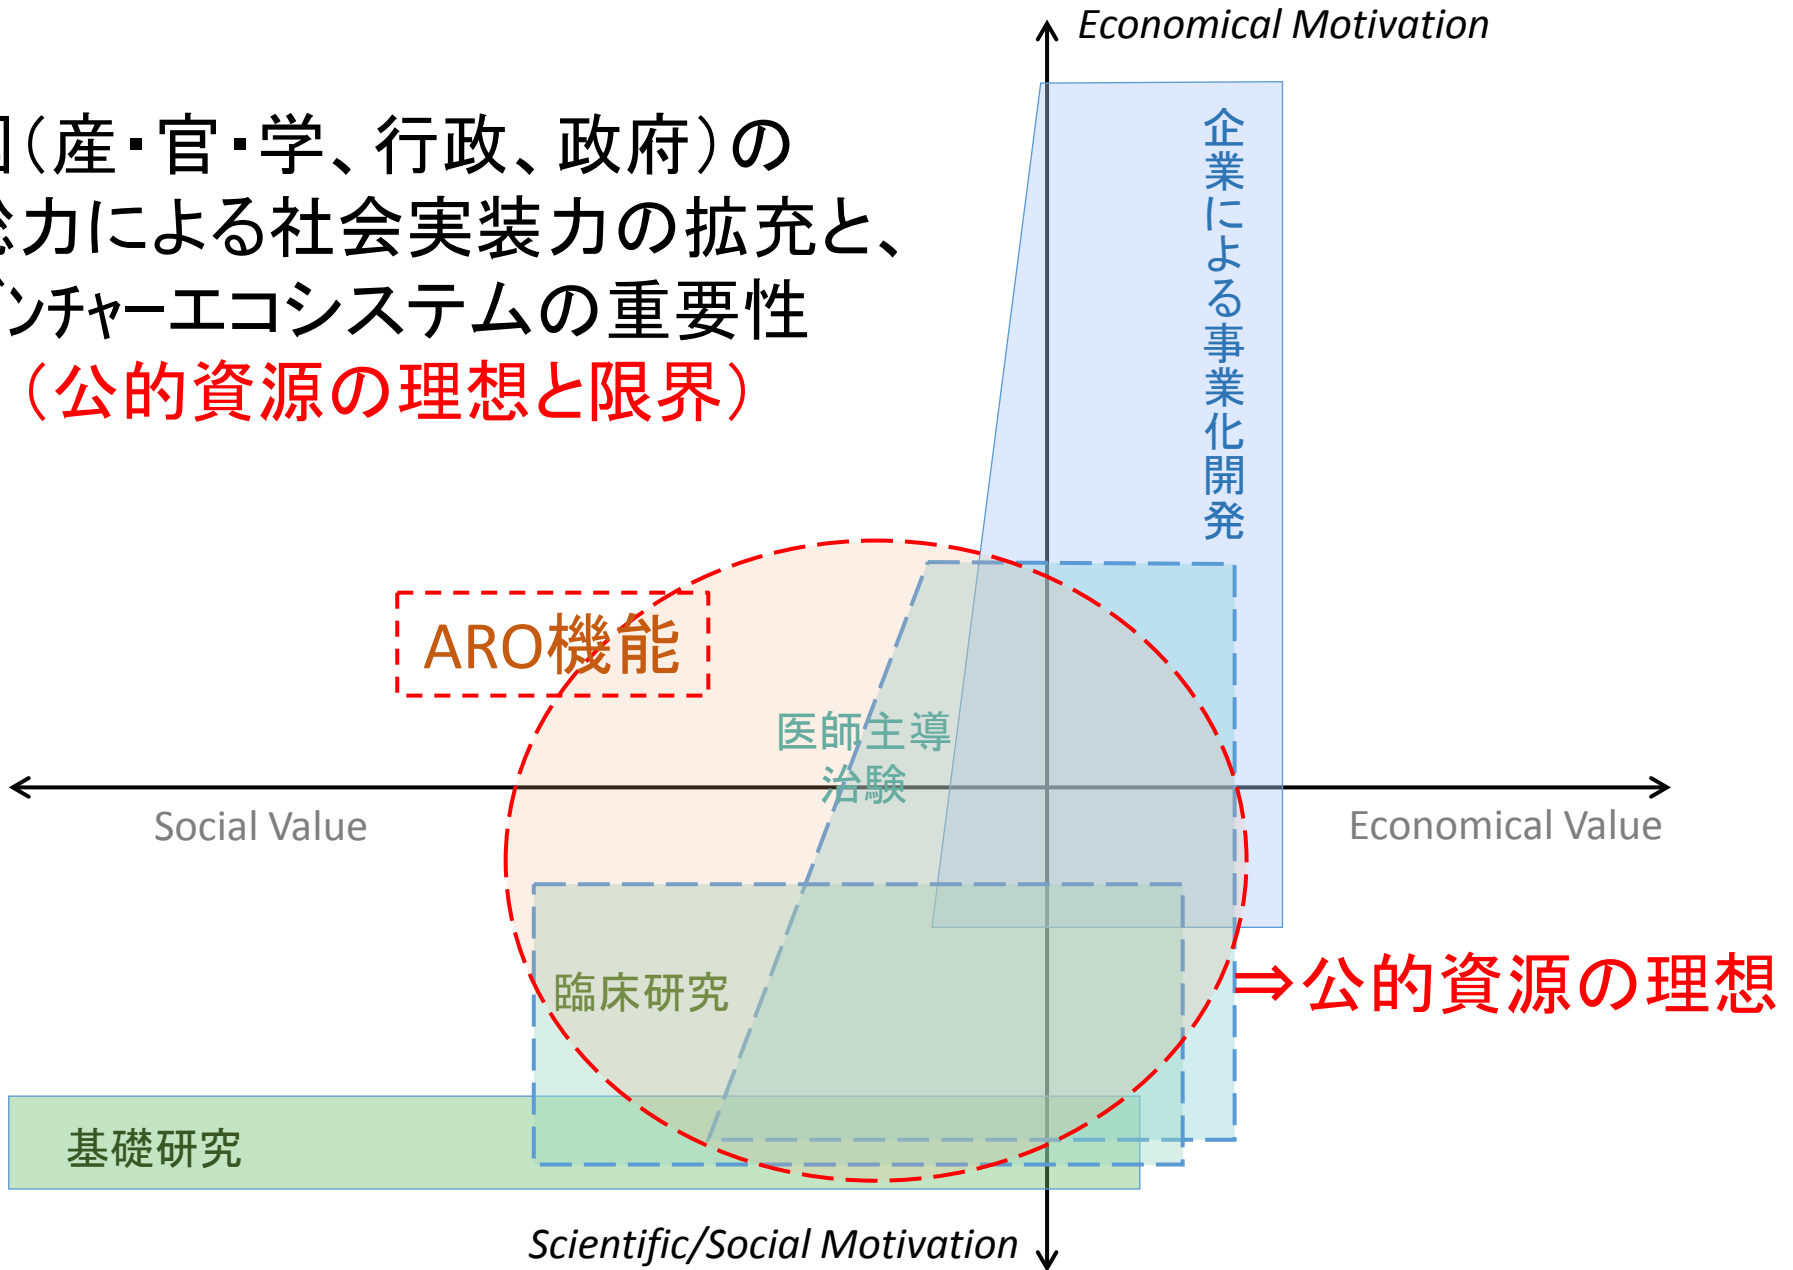 Economical Motivation
(産・官・学、行政、政府)の
力による社会実装力の拡充と、
ンチャーエコシステムの重要性
(公的資源の理想と限界)
企業による事業化開発
ARO機能
医師主導
治験
Social Value
Economical Value
臨床研究
⇒公的資源の理想
基礎研究
Scientific/Social Motivation